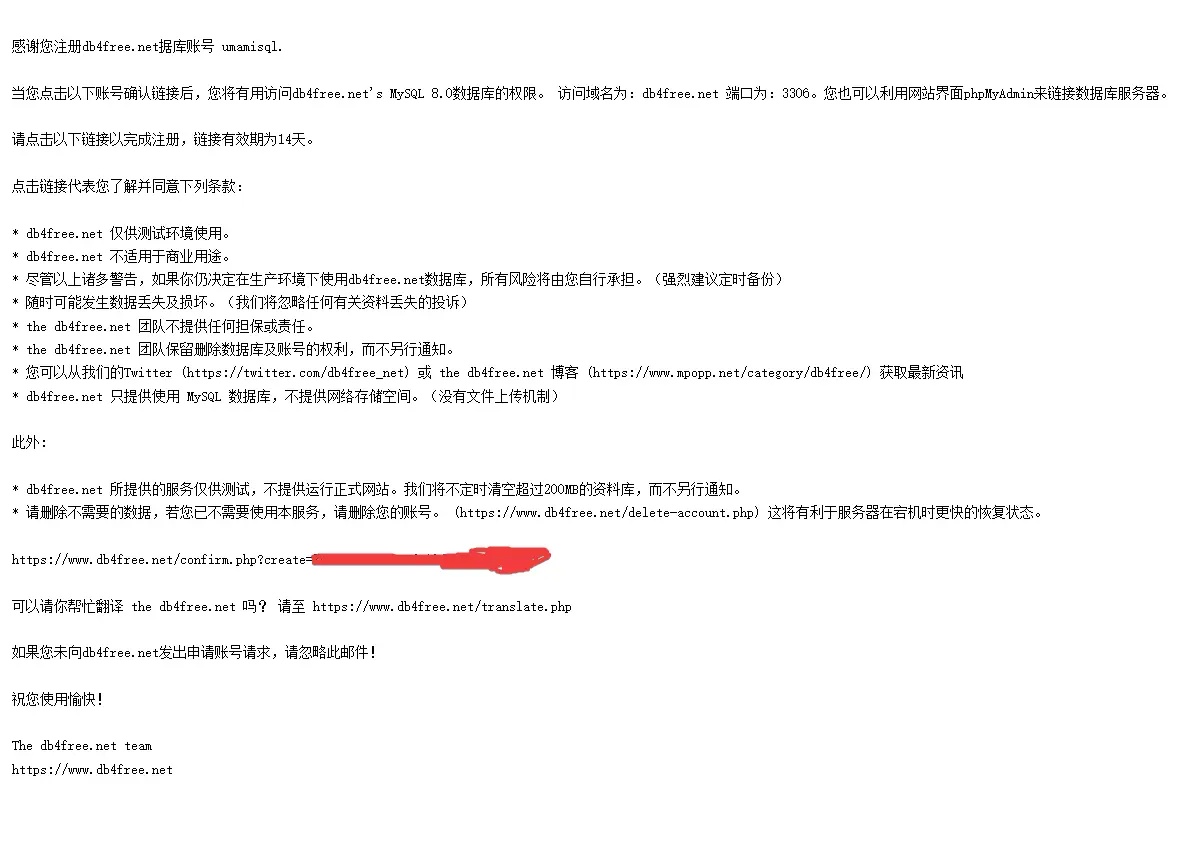 感谢您注册db4free.net据库账号 umamisql.
当您点击以下账号确认链接后，您将有用访问db4free.net's MySQL 8.0数据库的权限。 访问域名为：db4free.net 端口为：3306。您也可以利用网站界面phpMyAdmin来链接数据库服务器。
请点击以下链接以完成注册，链接有效期为14天。
点击链接代表您了解并同意下列条款：
* db4free.net 仅供测试环境使用。
* db4free.net 不适用于商业用途。
* 尽管以上诸多警告，如果你仍决定在生产环境下使用db4free.net数据库，所有风险将由您自行承担。（强烈建议定时备份）
* 随时可能发生数据丢失及损坏。（我们将忽略任何有关资料丢失的投诉）
* the db4free.net 团队不提供任何担保或责任。
* the db4free.net 团队保留删除数据库及账号的权利，而不另行通知。
* 您可以从我们的Twitter (https://twitter.com/db4free_net) 或 the db4free.net 博客 (https://www.mpopp.net/category/db4free/) 获取最新资讯
* db4free.net 只提供使用 MySQL 数据库，不提供网络存储空间。（没有文件上传机制）
此外：
* db4free.net 所提供的服务仅供测试，不提供运行正式网站。我们将不定时清空超过200MB的资料库，而不另行通知。
* 请删除不需要的数据，若您已不需要使用本服务，请删除您的账号。 (https://www.db4free.net/delete-account.php) 这将有利于服务器在宕机时更快的恢复状态。
https://www.db4free.net/confirm.php?create=
可以请你帮忙翻译 the db4free.net 吗？ 请至 https://www.db4free.net/translate.php
如果您未向db4free.net发出申请账号请求，请忽略此邮件！
祝您使用愉快！
The db4free.net team
https://www.db4free.net